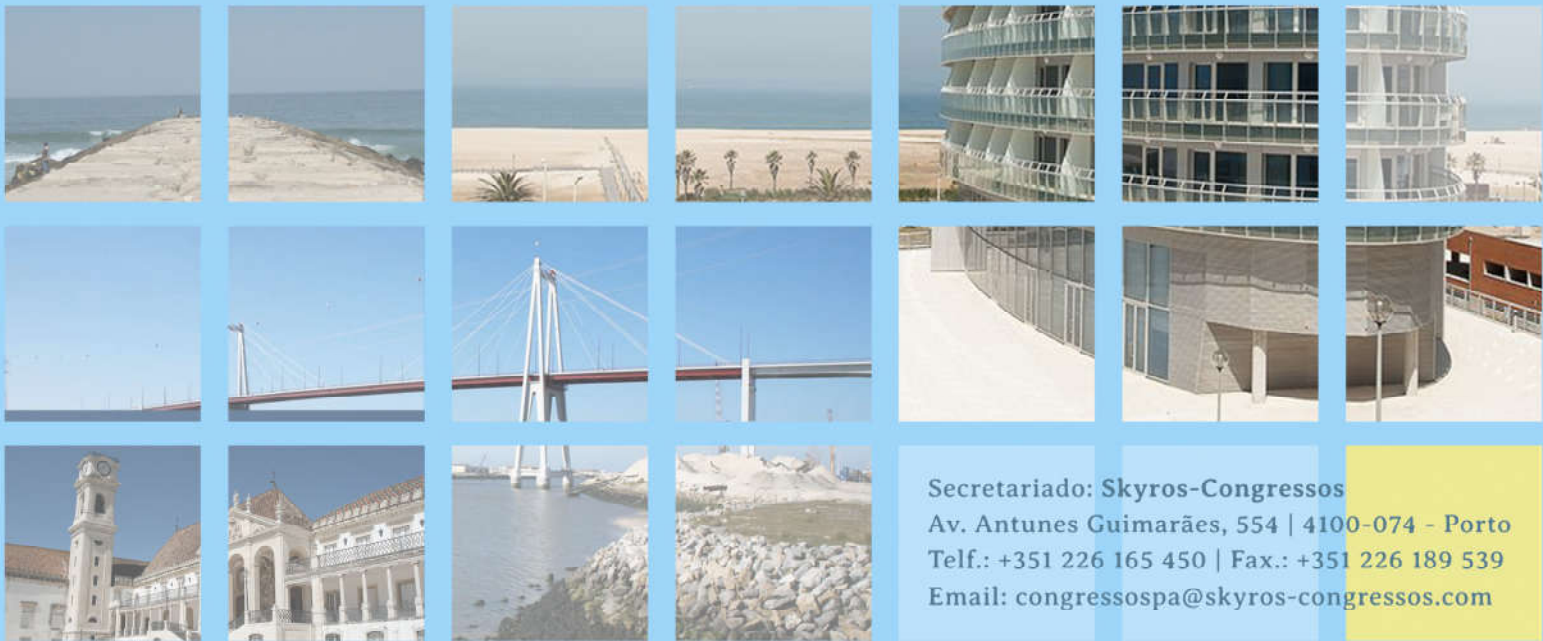 Secretariado: Skyros-Congressos
Av. Antunes Guimarães, 554 | 4100-074 - Porto
Telf.: +351 226 165 450 | Fax.: +351 226 189 539
Email: congressospa@skyros-congressos.com